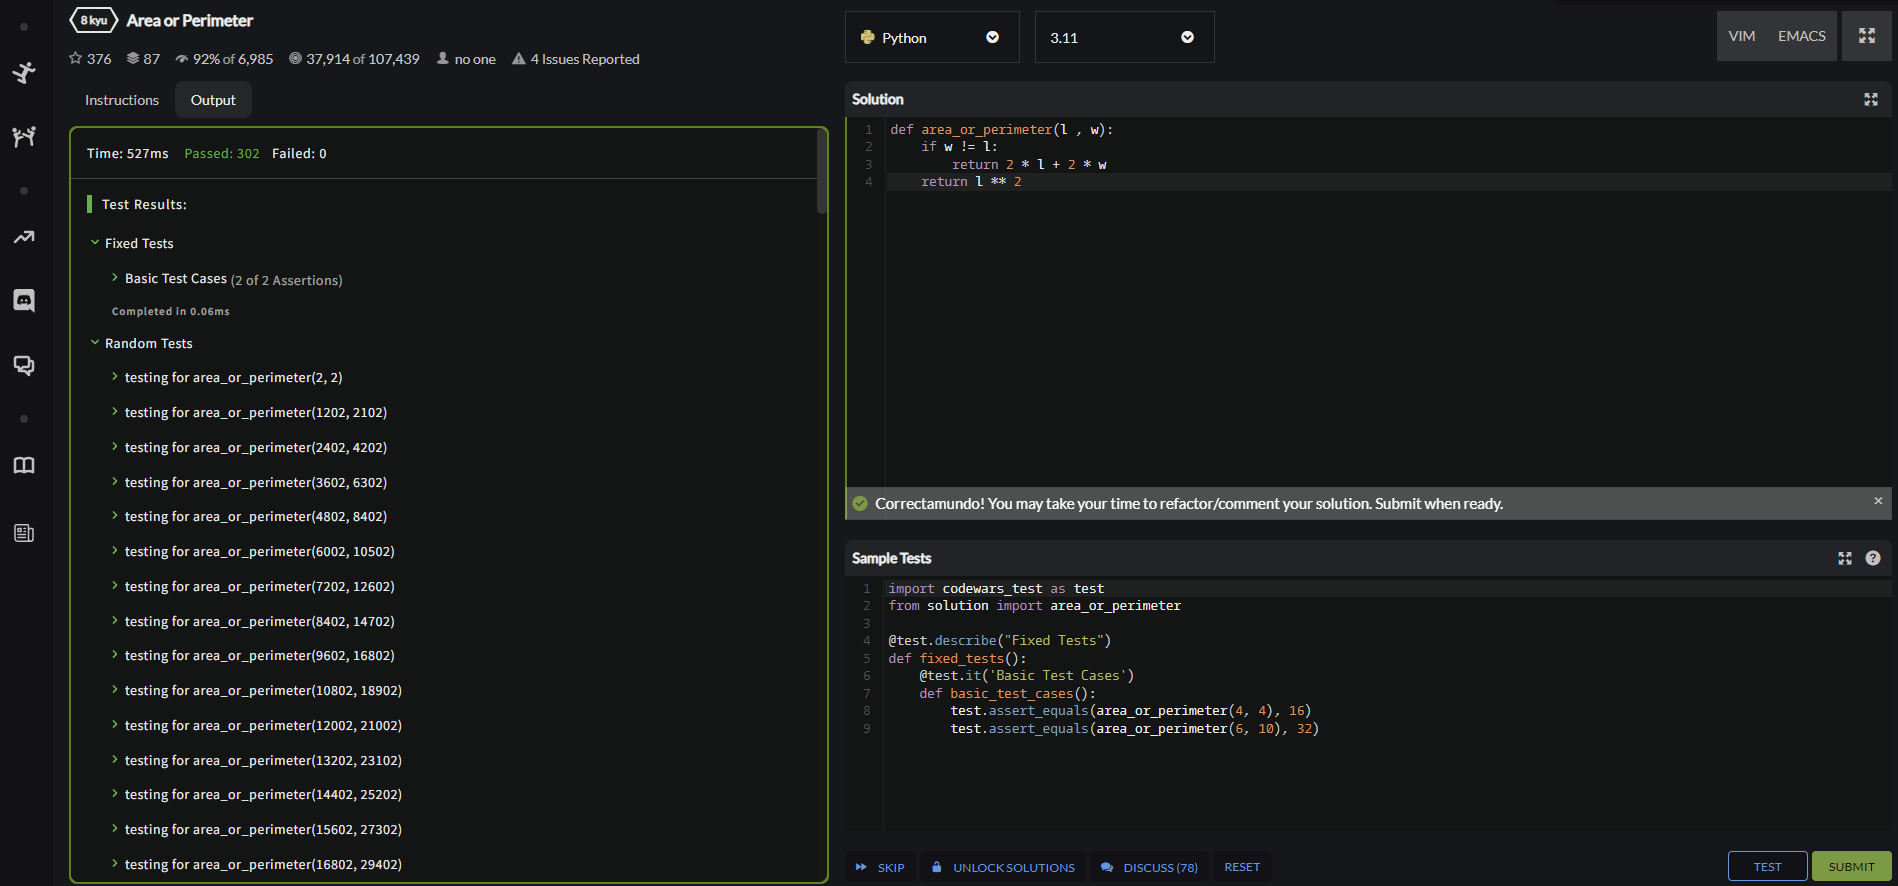 8 kyu Area or Perimeter
376 87 92% of 6,985 37,914 of 107,439 no one 4 Issues Reported
Instructions Output
Time: 527ms Passed: 302 Failed: 0
Test Results:
Fixed Tests
Basic Test Cases (2 of 2 Assertions)
Completed in 0.06ms
Random Tests
testing for area_or_perimeter(2, 2)
testing for area_or_perimeter(1202, 2102)
testing for area_or_perimeter(2402, 4202)
testing for area_or_perimeter(3602, 6302)
testing for area_or_perimeter(4802, 8402)
testing for area_or_perimeter(6002, 10502)
testing for area_or_perimeter(7202, 12602)
testing for area_or_perimeter(8402, 14702)
testing for area_or_perimeter(9602, 16802)
testing for area_or_perimeter(10802, 18902)
testing for area_or_perimeter(12002, 21002)
testing for area_or_perimeter(13202, 23102)
testing for area_or_perimeter(14402, 25202)
testing for area_or_perimeter(15602, 27302)
testing for area_or_perimeter(16802, 29402)
Python 3.11 VIM EMACS
Solution
1 def area_or_perimeter(l , w):
2     if w != l:
3         return 2 * l + 2 * w
4     return l ** 2
Correctamundo! You may take your time to refactor/comment your solution. Submit when ready. ×
Sample Tests ?
1 import codewars_test as test
2 from solution import area_or_perimeter
3
4 @test.describe("Fixed Tests")
5 def fixed_tests():
6     @test.it('Basic Test Cases')
7     def basic_test_cases():
8         test.assert_equals(area_or_perimeter(4, 4), 16)
9         test.assert_equals(area_or_perimeter(6, 10), 32)
SKIP UNLOCK SOLUTIONS DISCUSS (78) RESET TEST SUBMIT